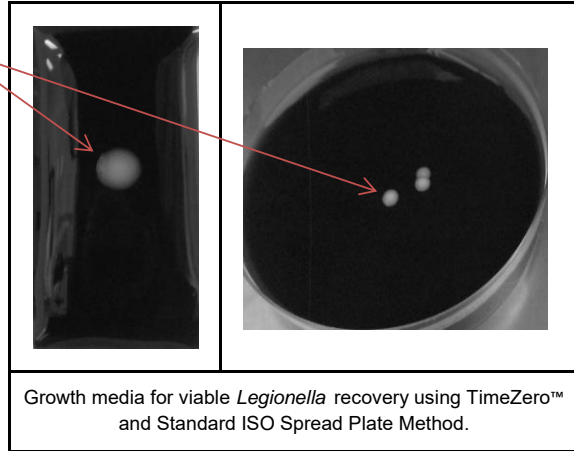 Growth media for viable Legionella recovery using TimeZero™
and Standard ISO Spread Plate Method.